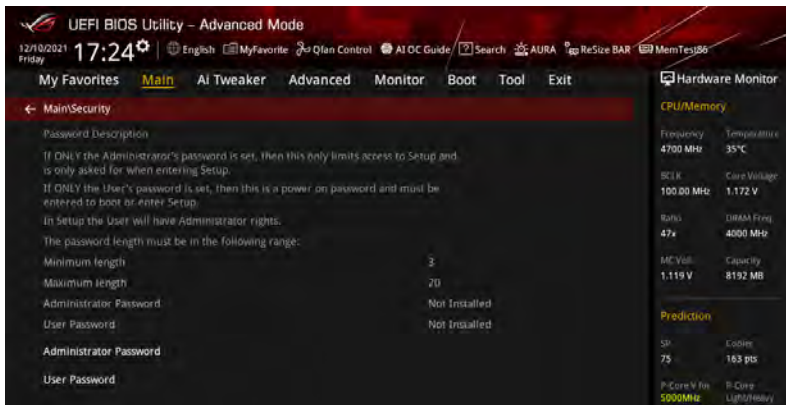 UEFI BIOS Utility – Advanced Mode
12/10/2021 Friday 17:24 English MyFavorite Qfan Control AI OC Guide ? Search AURA ReSize BAR MemTest86
My Favorites Main Ai Tweaker Advanced Monitor Boot Tool Exit
Hardware Monitor
← Main\Security
Password Description
If ONLY the Administrator's password is set, then this only limits access to Setup and
is only asked for when entering Setup.
If ONLY the User's password is set, then this is a power on password and must be
entered to boot or enter Setup.
In Setup the User will have Administrator rights.
The password length must be in the following range:
Minimum length 3
Maximum length 20
Administrator Password Not Installed
User Password Not Installed
Administrator Password
User Password
CPU/Memory
Frequency Temperature
4700 MHz 35°C
BCLK Core Voltage
100.00 MHz 1.172 V
Ratio DRAM Freq.
47x 4000 MHz
MC Volt. Capacity
1.119 V 8192 MB
Prediction
SP Cooler
75 163 pts
P-Core V for P-Core
5000MHz Light/Heavy